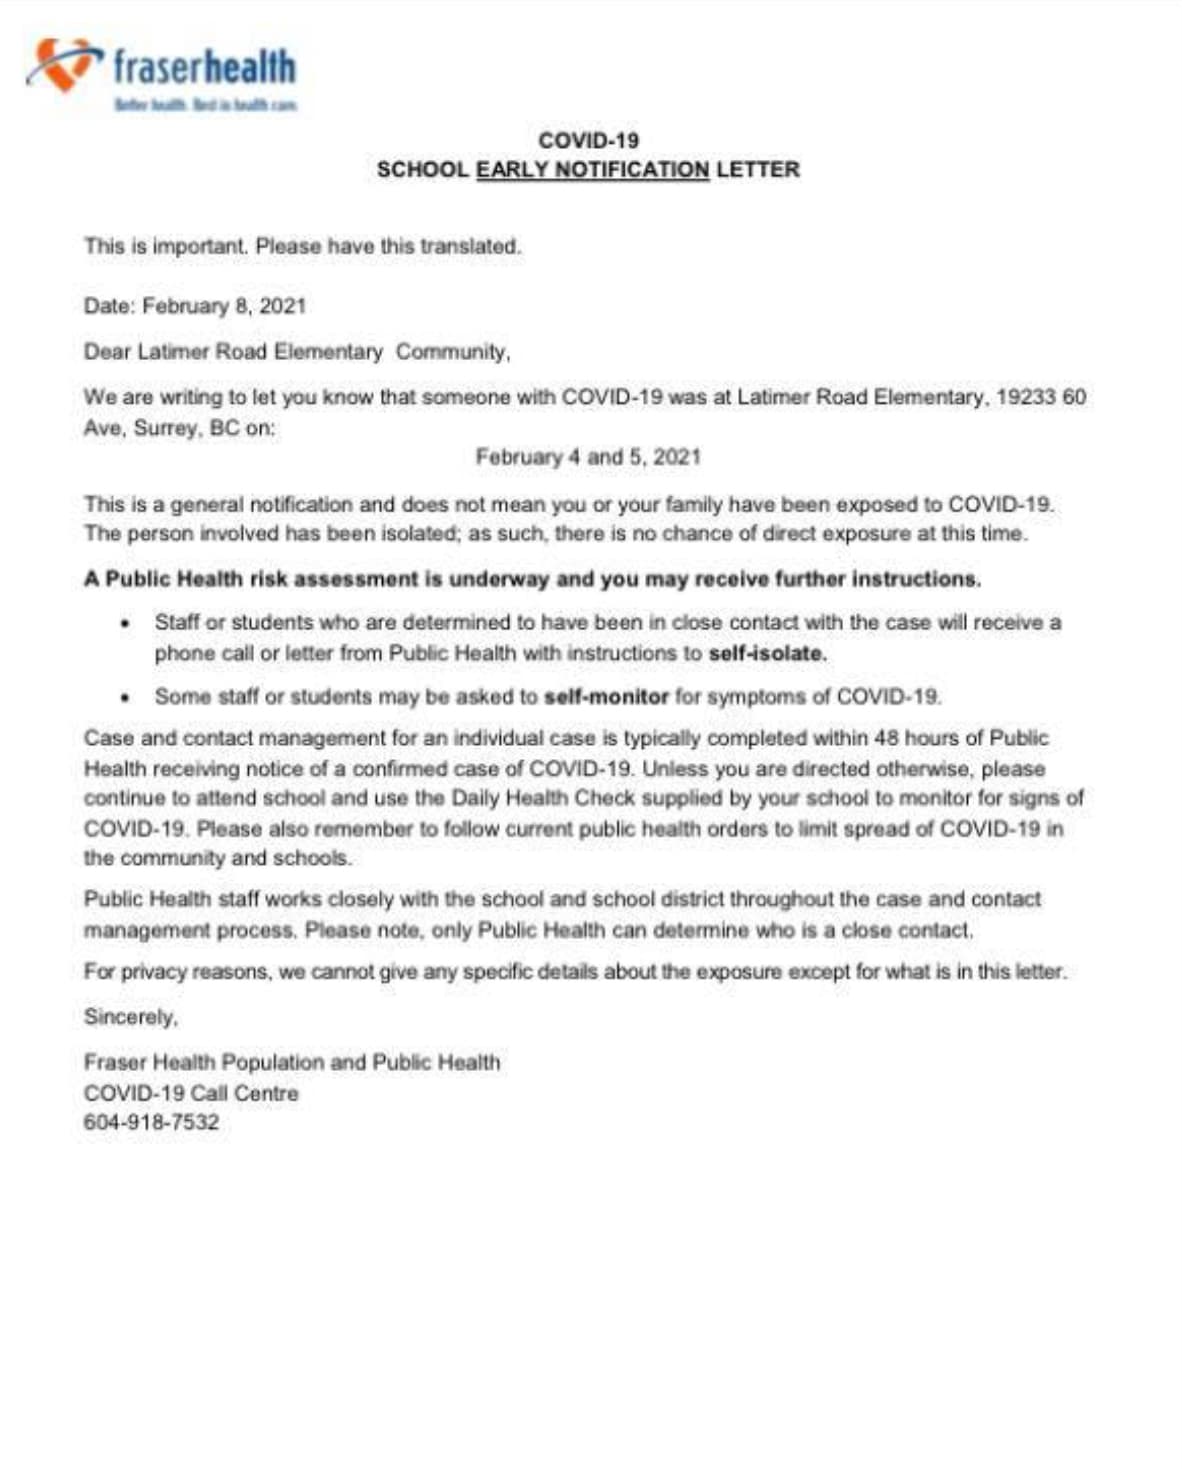 fraserhealth
Better health. Best in health care.
COVID-19
SCHOOL EARLY NOTIFICATION LETTER
This is important. Please have this translated.
Date: February 8, 2021
Dear Latimer Road Elementary  Community,
We are writing to let you know that someone with COVID-19 was at Latimer Road Elementary, 19233 60
Ave, Surrey, BC on:
February 4 and 5, 2021
This is a general notification and does not mean you or your family have been exposed to COVID-19.
The person involved has been isolated; as such, there is no chance of direct exposure at this time.
A Public Health risk assessment is underway and you may receive further instructions.
• Staff or students who are determined to have been in close contact with the case will receive a
phone call or letter from Public Health with instructions to self-isolate.
• Some staff or students may be asked to self-monitor for symptoms of COVID-19.
Case and contact management for an individual case is typically completed within 48 hours of Public
Health receiving notice of a confirmed case of COVID-19. Unless you are directed otherwise, please
continue to attend school and use the Daily Health Check supplied by your school to monitor for signs of
COVID-19. Please also remember to follow current public health orders to limit spread of COVID-19 in
the community and schools.
Public Health staff works closely with the school and school district throughout the case and contact
management process. Please note, only Public Health can determine who is a close contact.
For privacy reasons, we cannot give any specific details about the exposure except for what is in this letter.
Sincerely,
Fraser Health Population and Public Health
COVID-19 Call Centre
604-918-7532